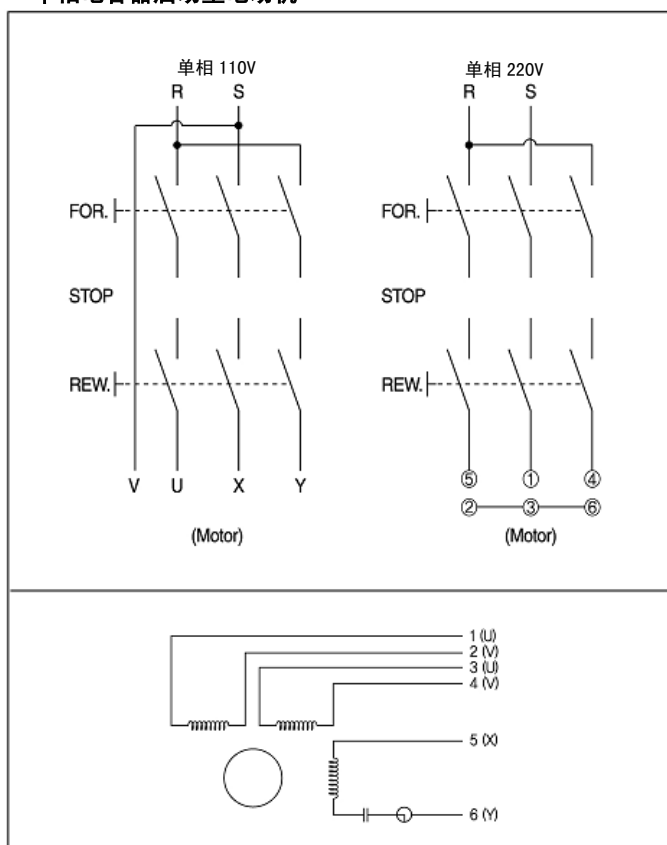 单相 110V
R S
FOR.
STOP
REW.
V U X Y
(Motor)
单相 220V
R S
FOR.
STOP
REW.
⑤ ① ④
② ③ ⑥
(Motor)
1 (U)
2 (V)
3 (U)
4 (V)
5 (X)
6 (Y)